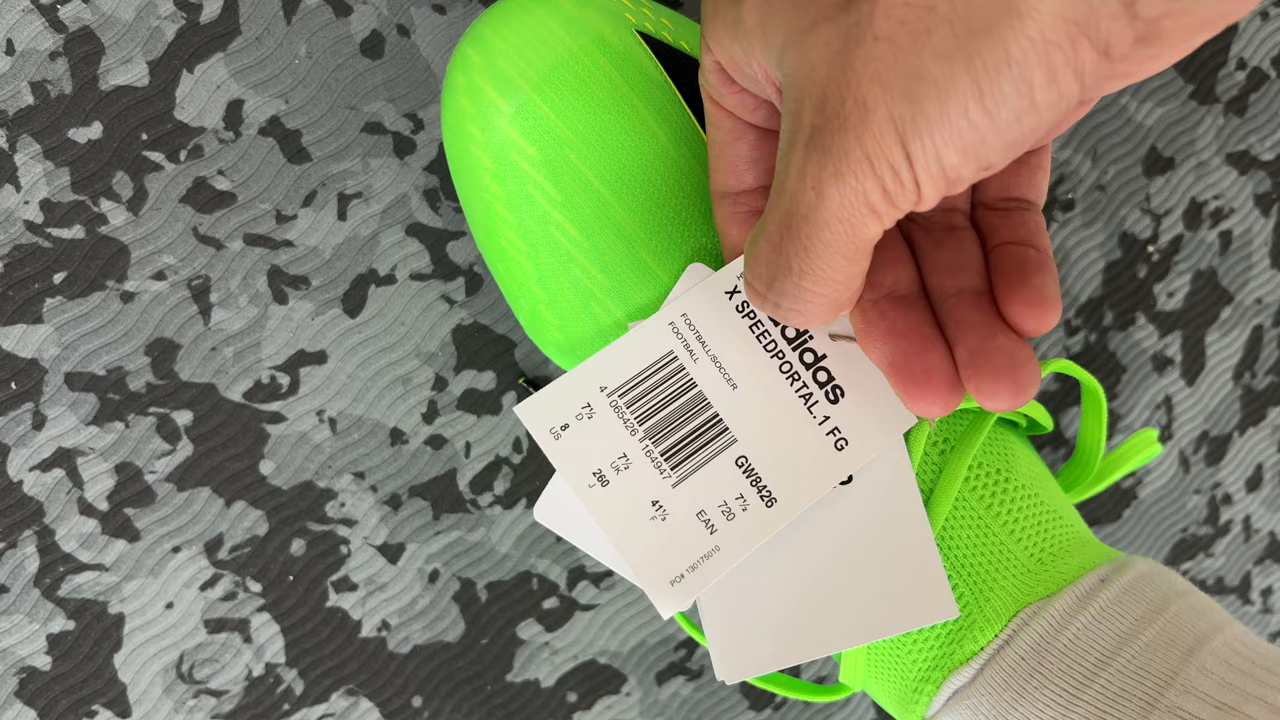 adidas
X SPEEDPORTAL.1 FG
FOOTBALL/SOCCER
FOOTBALL
4 065426 164947
GW8426
7½ D
7½ UK
41⅓ F
7½
720
8 US
260 J
EAN
PO# 130175010